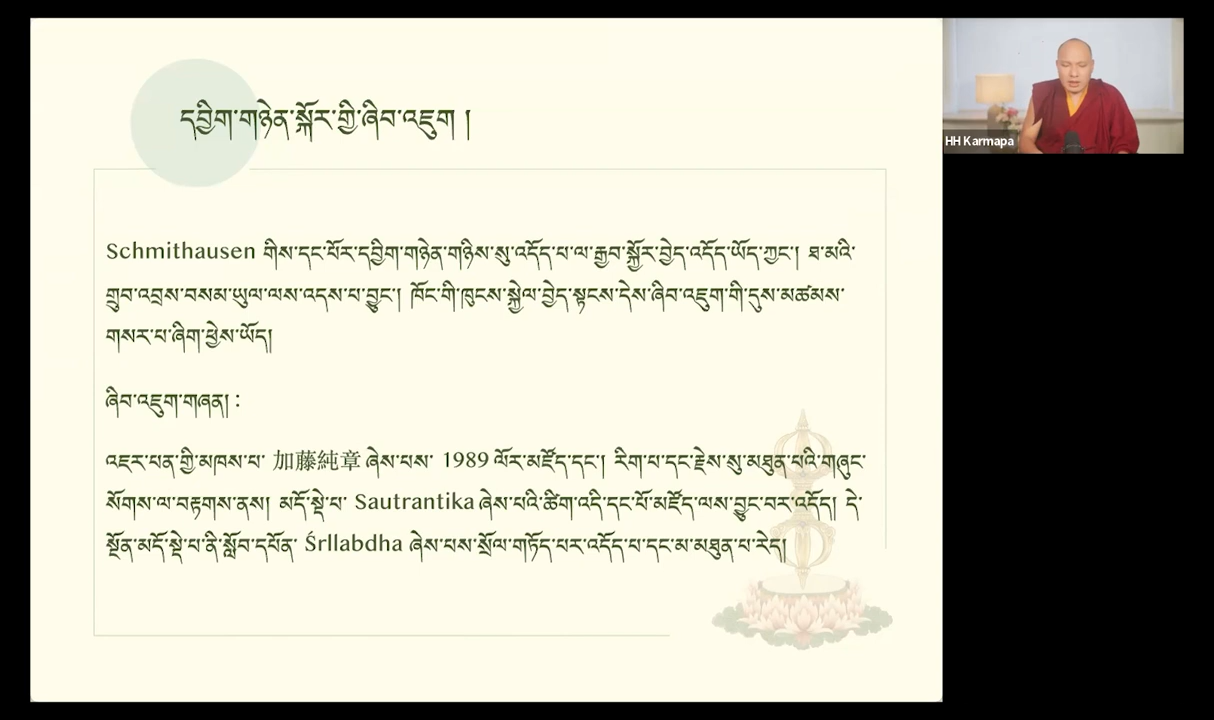 དབྱིག་གཉེན་སྐོར་གྱི་ཞིབ་འཇུག །
HH Karmapa
Schmithausen གིས་དང་པོར་དབྱིག་གཉེན་གཉིས་སུ་འདོད་པ་ལ་རྒྱབ་སྐྱོར་བྱེད་འདོད་ཡོད་ཀྱང་། ཐ་མའི་
གྲུབ་འབྲས་བསམ་ཡུལ་ལས་འདས་པ་བྱུང་། ཁོང་གི་ཁུངས་སྐྱེལ་བྱེད་སྟངས་དེས་ཞིབ་འཇུག་གི་དུས་མཚམས་
གསར་པ་ཞིག་ཕྱེས་ཡོད།
ཞིབ་འཇུག་གཞན། :
འཇར་པན་གྱི་མཁས་པ་ 加藤純章 ཞེས་པས་ 1989 ལོར་མཛོད་དང་། རིག་པ་དང་རྗེས་སུ་མཐུན་པའི་གཞུང་
སོགས་ལ་བརྟགས་ནས། མདོ་སྡེ་པ་ Sautrantika ཞེས་པའི་ཚིག་འདི་དང་པོ་མཛོད་ལས་བྱུང་བར་འདོད། དེ་
སྔོན་མདོ་སྡེ་པ་ནི་སློབ་དཔོན་ Śrllabdha ཞེས་པས་སྲོལ་གཏོད་པར་འདོད་པ་དང་མ་མཐུན་པ་རེད།